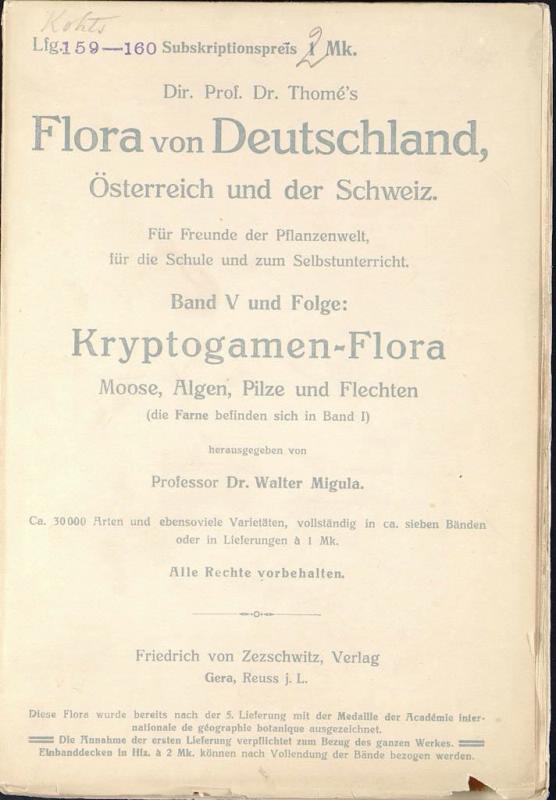 Kohts
Lfg. 159—160 Subskriptionspreis 1 2 Mk.
Dir. Prof. Dr. Thomé's
Flora von Deutschland,
Österreich und der Schweiz.
Für Freunde der Pflanzenwelt,
für die Schule und zum Selbstunterricht.
Band V und Folge:
Kryptogamen-Flora
Moose, Algen, Pilze und Flechten
(die Farne befinden sich in Band I)
herausgegeben von
Professor Dr. Walter Migula.
Ca. 30000 Arten und ebensoviele Varietäten, vollständig in ca. sieben Bänden
oder in Lieferungen à 1 Mk.
Alle Rechte vorbehalten.
Friedrich von Zezschwitz, Verlag
Gera, Reuss j. L.
Diese Flora wurde bereits nach der 5. Lieferung mit der Medaille der Académie inter-
nationale de géographie botanique ausgezeichnet.
Die Annahme der ersten Lieferung verpflichtet zum Bezug des ganzen Werkes.
Einbanddecken in Hlz. à 2 Mk. können nach Vollendung der Bände bezogen werden.